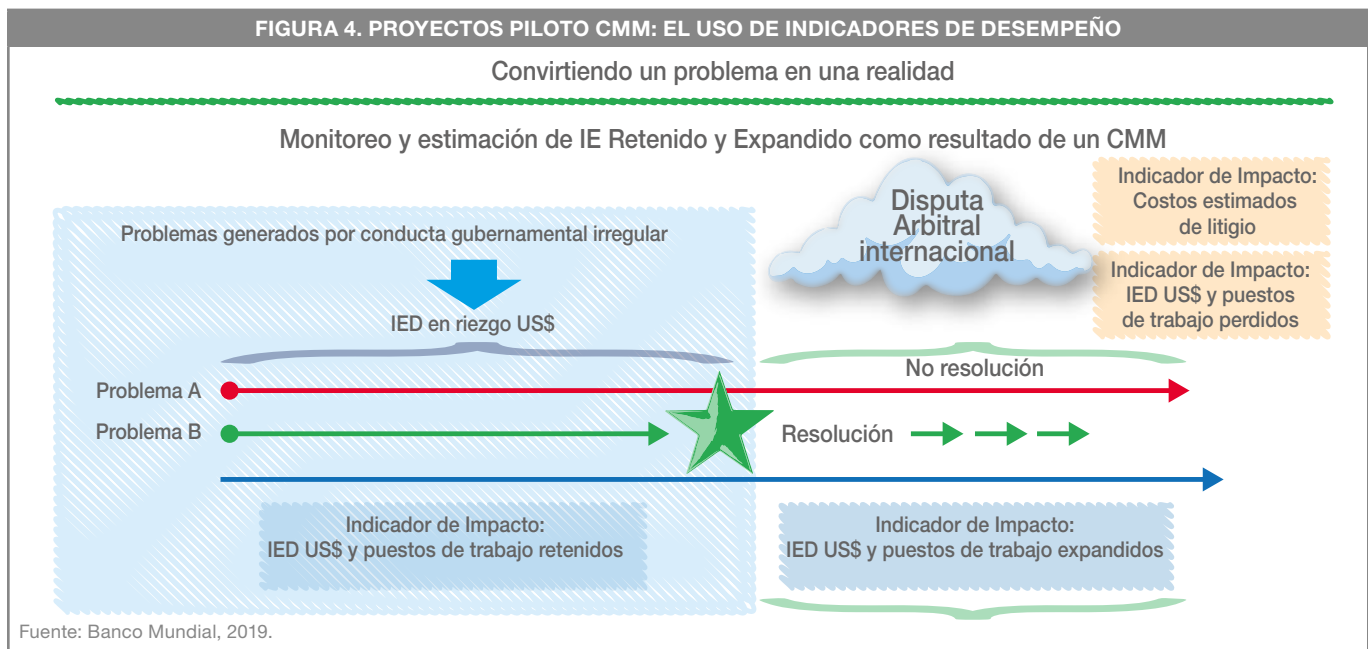 FIGURA 4. PROYECTOS PILOTO CMM: EL USO DE INDICADORES DE DESEMPEÑO
Convirtiendo un problema en una realidad
Monitoreo y estimación de IE Retenido y Expandido como resultado de un CMM
Problemas generados por conducta gubernamental irregular
IED en riezgo US$
Disputa
Arbitral
internacional
Indicador de Impacto:
Costos estimados
de litigio
Indicador de Impacto:
IED US$ y puestos
de trabajo perdidos
Problema A
No resolución
Problema B
Resolución
Indicador de Impacto:
IED US$ y puestos de trabajo retenidos
Indicador de Impacto:
IED US$ y puestos de trabajo expandidos
Fuente: Banco Mundial, 2019.